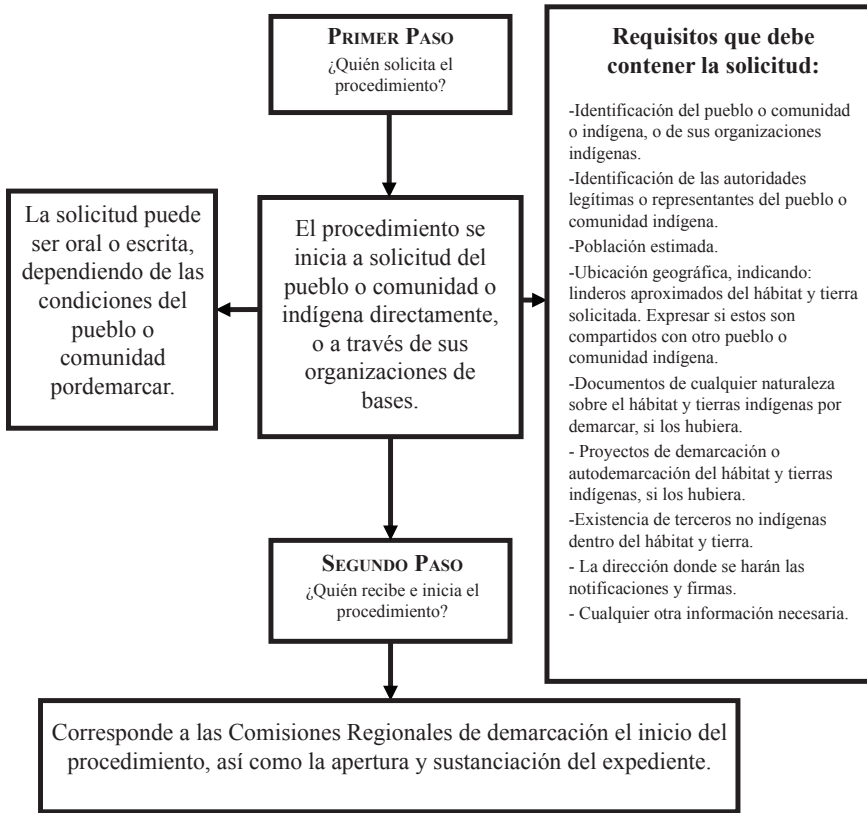 PRIMER PASO
¿Quién solicita el
procedimiento?
La solicitud puede
ser oral o escrita,
dependiendo de las
condiciones del
pueblo o
comunidad
pordemarcar.
El procedimiento se
inicia a solicitud del
pueblo o comunidad o
indígena directamente,
o a través de sus
organizaciones de
bases.
Requisitos que debe
contener la solicitud:
-Identificación del pueblo o comunidad
o indígena, o de sus organizaciones
indígenas.
-Identificación de las autoridades
legítimas o representantes del pueblo o
comunidad indígena.
-Población estimada.
-Ubicación geográfica, indicando:
linderos aproximados del hábitat y tierra
solicitada. Expresar si estos son
compartidos con otro pueblo o
comunidad indígena.
-Documentos de cualquier naturaleza
sobre el hábitat y tierras indígenas por
demarcar, si los hubiera.
- Proyectos de demarcación o
autodemarcación del hábitat y tierras
indígenas, si los hubiera.
-Existencia de terceros no indígenas
dentro del hábitat y tierra.
- La dirección donde se harán las
notificaciones y firmas.
- Cualquier otra información necesaria.
SEGUNDO PASO
¿Quién recibe e inicia el
procedimiento?
Corresponde a las Comisiones Regionales de demarcación el inicio del
procedimiento, así como la apertura y sustanciación del expediente.